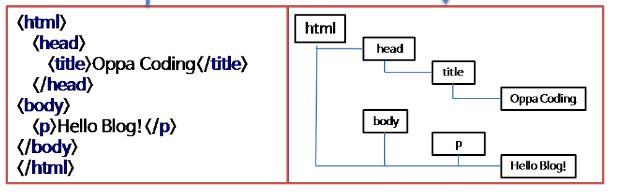 <html>
<head>
<title>Oppa Coding</title>
</head>
<body>
<p>Hello Blog! </p>
</body>
</html>
html
head
title
Oppa Coding
body
p
Hello Blog!